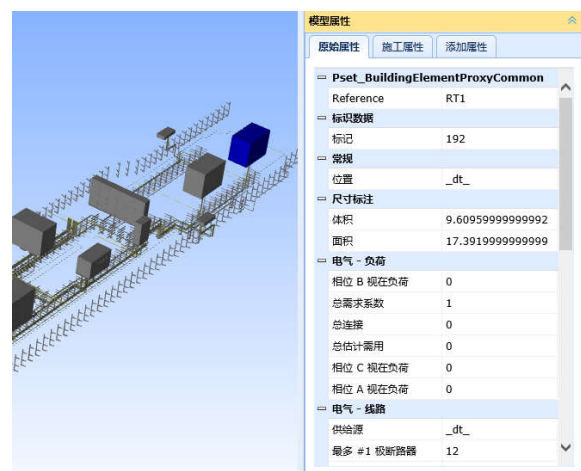 模型属性
原始属性 施工属性 添加属性
Pset_BuildingElementProxyCommon
Reference RT1
标识数据
标记 192
常规
位置 _dt_
尺寸标注
体积 9.60959999999992
面积 17.3919999999999
电气 - 负荷
相位 B 视在负荷 0
总需求系数 1
总连接 0
总估计需用 0
相位 C 视在负荷 0
相位 A 视在负荷 0
电气 - 线路
供给源 _dt_
最多 #1 极断路器 12